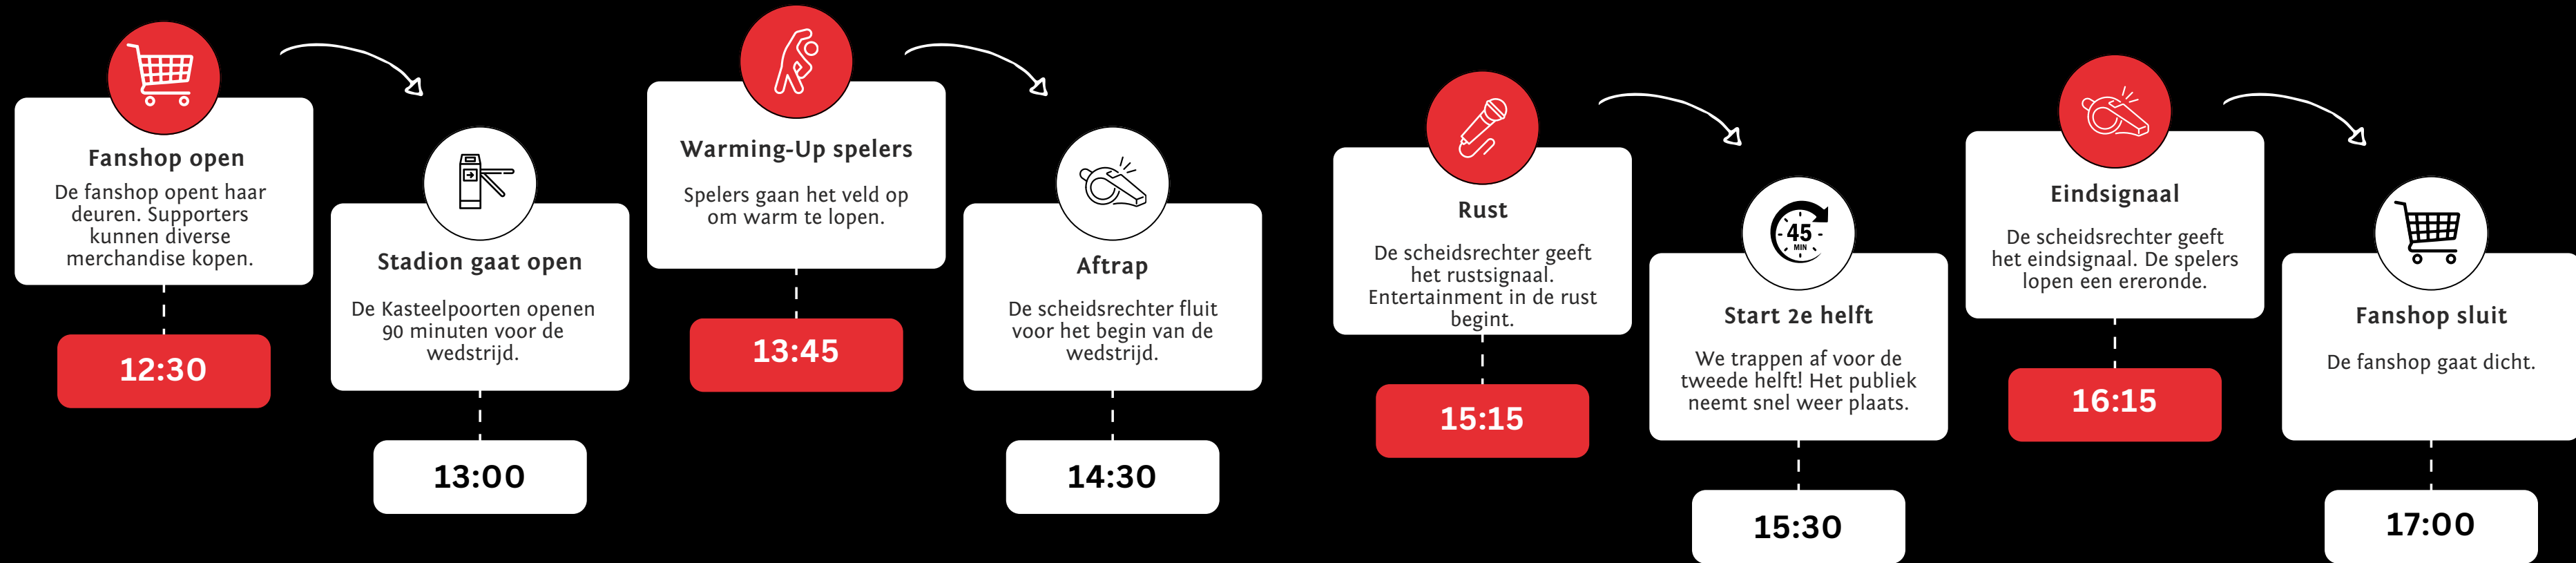 Fanshop open
De fanshop opent haar
deuren. Supporters
kunnen diverse
merchandise kopen.
12:30
Stadion gaat open
De Kasteelpoorten openen
90 minuten voor de
wedstrijd.
13:00
Warming-Up spelers
Spelers gaan het veld op
om warm te lopen.
13:45
Aftrap
De scheidsrechter fluit
voor het begin van de
wedstrijd.
14:30
Rust
De scheidsrechter geeft
het rustsignaal.
Entertainment in de rust
begint.
15:15
45
MIN
Start 2e helft
We trappen af voor de
tweede helft! Het publiek
neemt snel weer plaats.
15:30
Eindsignaal
De scheidsrechter geeft
het eindsignaal. De spelers
lopen een ereronde.
16:15
Fanshop sluit
De fanshop gaat dicht.
17:00